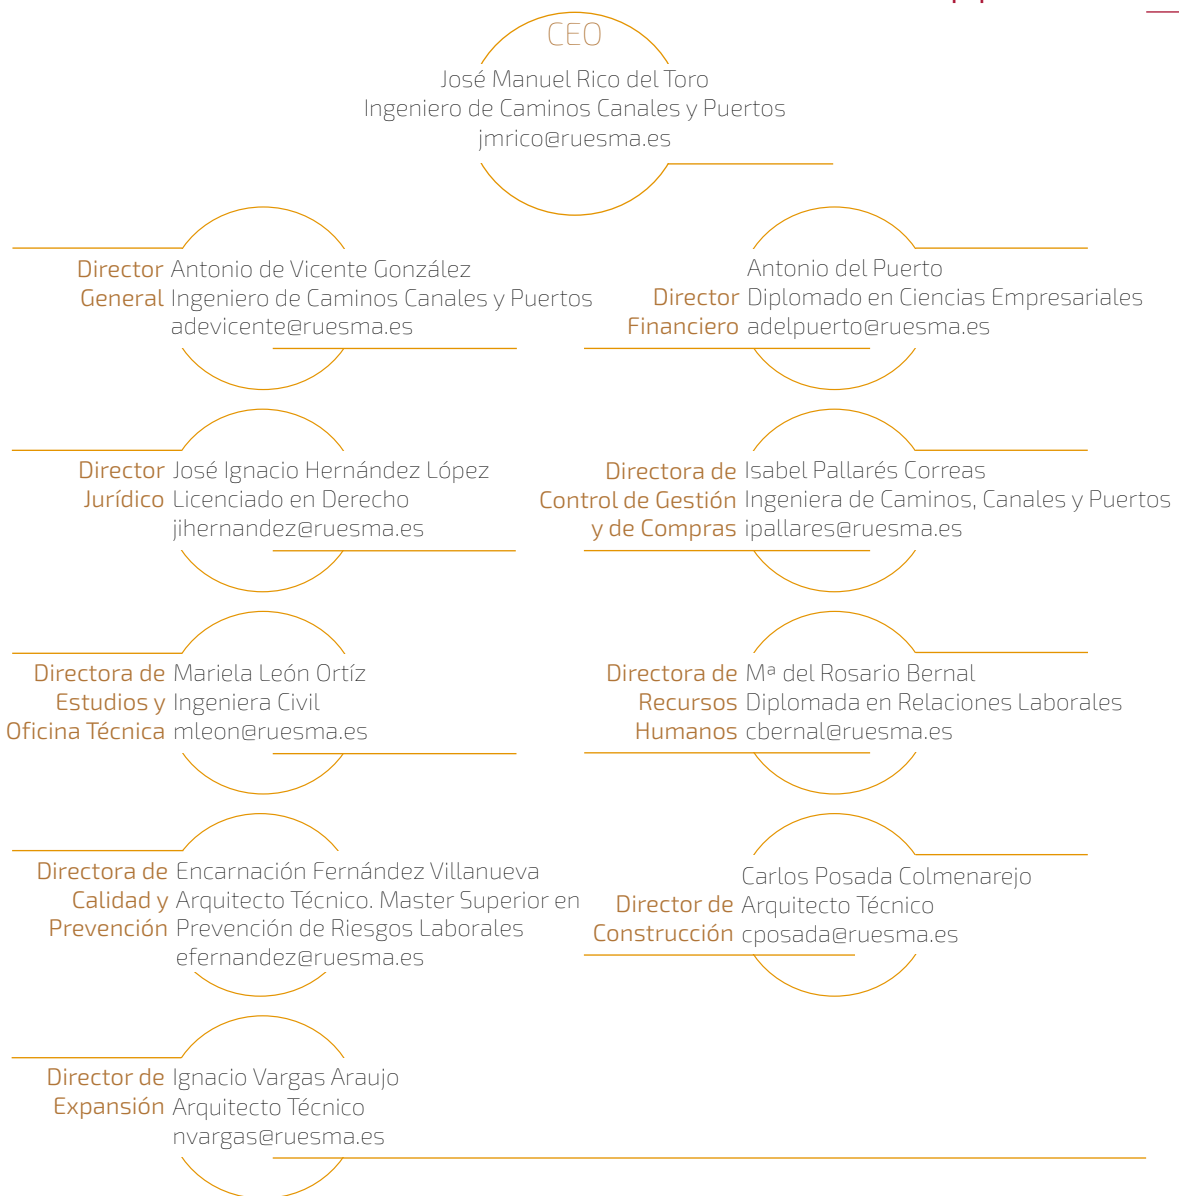 CEO
José Manuel Rico del Toro
Ingeniero de Caminos Canales y Puertos
jmrico@ruesma.es
Director
General
Antonio de Vicente González
Ingeniero de Caminos Canales y Puertos
adevicente@ruesma.es
Director
Financiero
Antonio del Puerto
Diplomado en Ciencias Empresariales
adelpuerto@ruesma.es
Director
Jurídico
José Ignacio Hernández López
Licenciado en Derecho
jihernandez@ruesma.es
Directora de
Control de Gestión
y de Compras
Isabel Pallarés Correas
Ingeniera de Caminos, Canales y Puertos
ipallares@ruesma.es
Directora de
Estudios y
Oficina Técnica
Mariela León Ortíz
Ingeniera Civil
mleon@ruesma.es
Directora de
Recursos
Humanos
Mª del Rosario Bernal
Diplomada en Relaciones Laborales
cbernal@ruesma.es
Directora de
Calidad y
Prevención
Encarnación Fernández Villanueva
Arquitecto Técnico. Master Superior en
Prevención de Riesgos Laborales
efernandez@ruesma.es
Director de
Construcción
Carlos Posada Colmenarejo
Arquitecto Técnico
cposada@ruesma.es
Director de
Expansión
Ignacio Vargas Araujo
Arquitecto Técnico
nvargas@ruesma.es